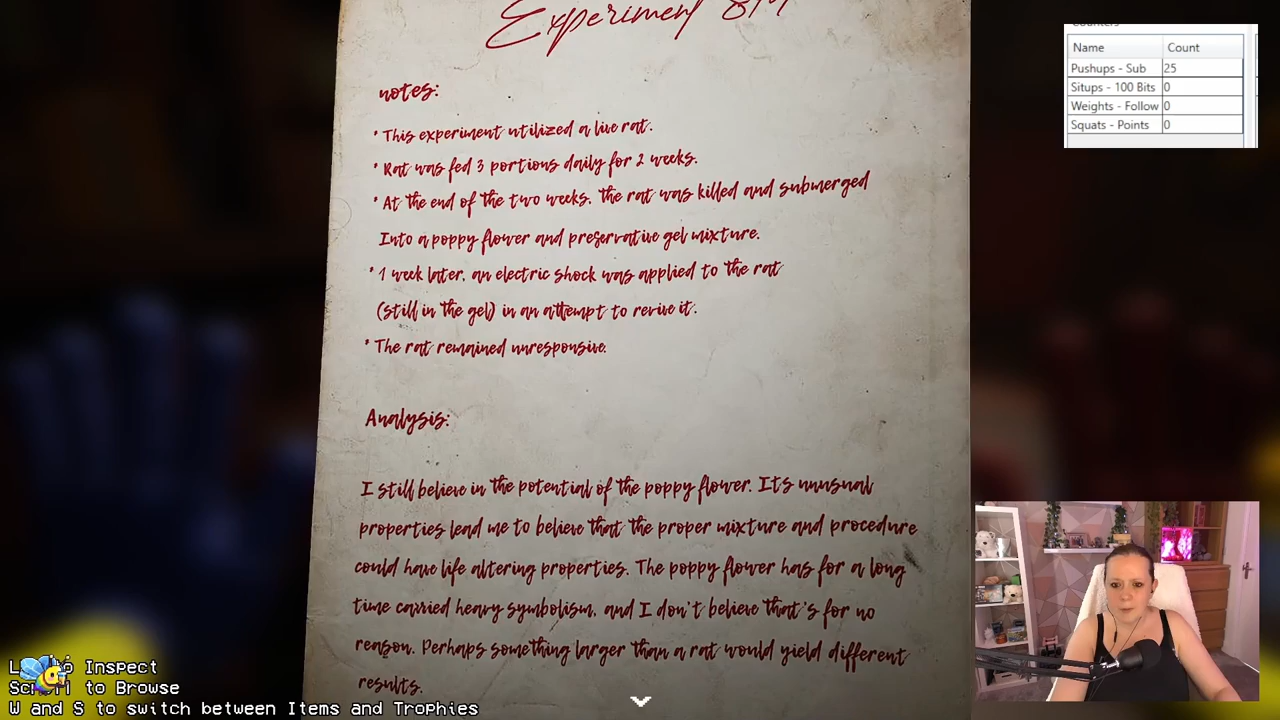 Experiment
notes:
• This experiment utilized a live rat.
• Rat was fed 3 portions daily for 2 weeks.
• At the end of the two weeks, the rat was killed and submerged
Into a poppy flower and preservative gel mixture.
• 1 week later, an electric shock was applied to the rat
(still in the gel) in an attempt to revive it.
• The rat remained unresponsive.
Analysis:
I still believe in the potential of the poppy flower. Its unusual
properties lead me to believe that the proper mixture and procedure
could have life altering properties. The poppy flower has for a long
time carried heavy symbolism, and I don't believe that's for no
reason. Perhaps something larger than a rat would yield different
results.
Inspect
to Browse
W and S to switch between Items and Trophies
Counters
Name Count
Pushups - Sub 25
Situps - 100 Bits 0
Weights - Follow 0
Squats - Points 0